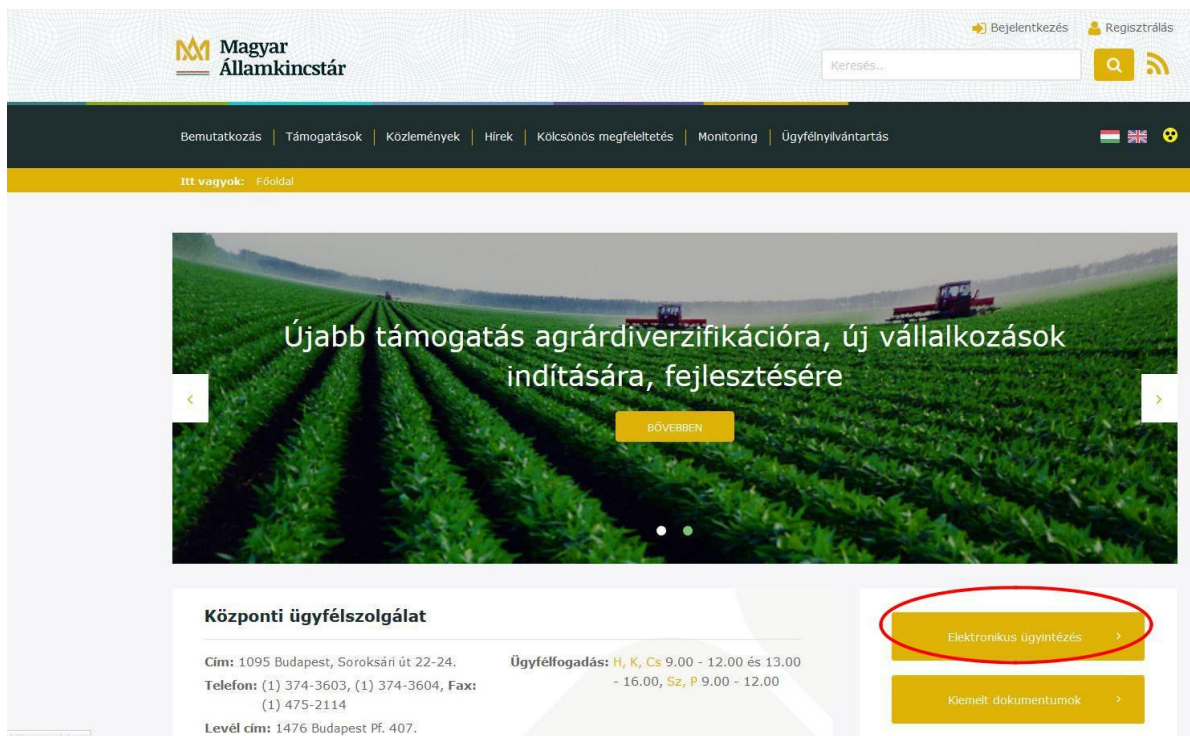 Bejelentkezés Regisztrálás
Magyar
Államkincstár
Keresés..
Bemutatkozás | Támogatások | Közlemények | Hírek | Kölcsönös megfeleltetés | Monitoring | Ügyfélnyilvántartás
Itt vagyok: Főoldal
Újabb támogatás agrárdiverzifikációra, új vállalkozások
indítására, fejlesztésére
BŐVEBBEN
Központi ügyfélszolgálat
Cím: 1095 Budapest, Soroksári út 22-24.
Telefon: (1) 374-3603, (1) 374-3604, Fax:
(1) 475-2114
Levél cím: 1476 Budapest Pf. 407.
Ügyfélfogadás: H, K, Cs 9.00 - 12.00 és 13.00
- 16.00, Sz, P 9.00 - 12.00
Elektronikus ügyintézés
Kiemelt dokumentumok